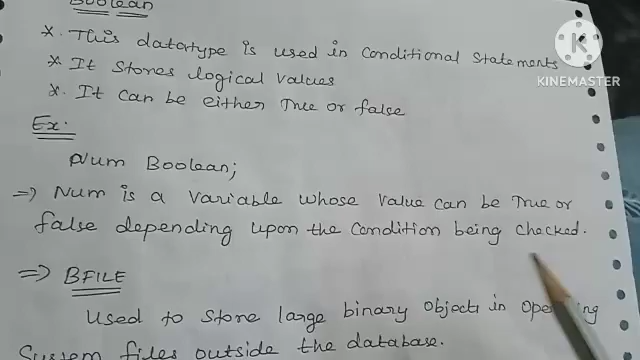 Boolean
* This datatype is used in Conditional Statements
* It Stores logical Values
* It can be either True or false
Ex:
Num Boolean;
=> Num is a Variable whose Value can be True or
false depending upon the Condition being checked.
=> BFILE
Used to store large binary Objects in Operating
System files outside the database.
KINEMASTER